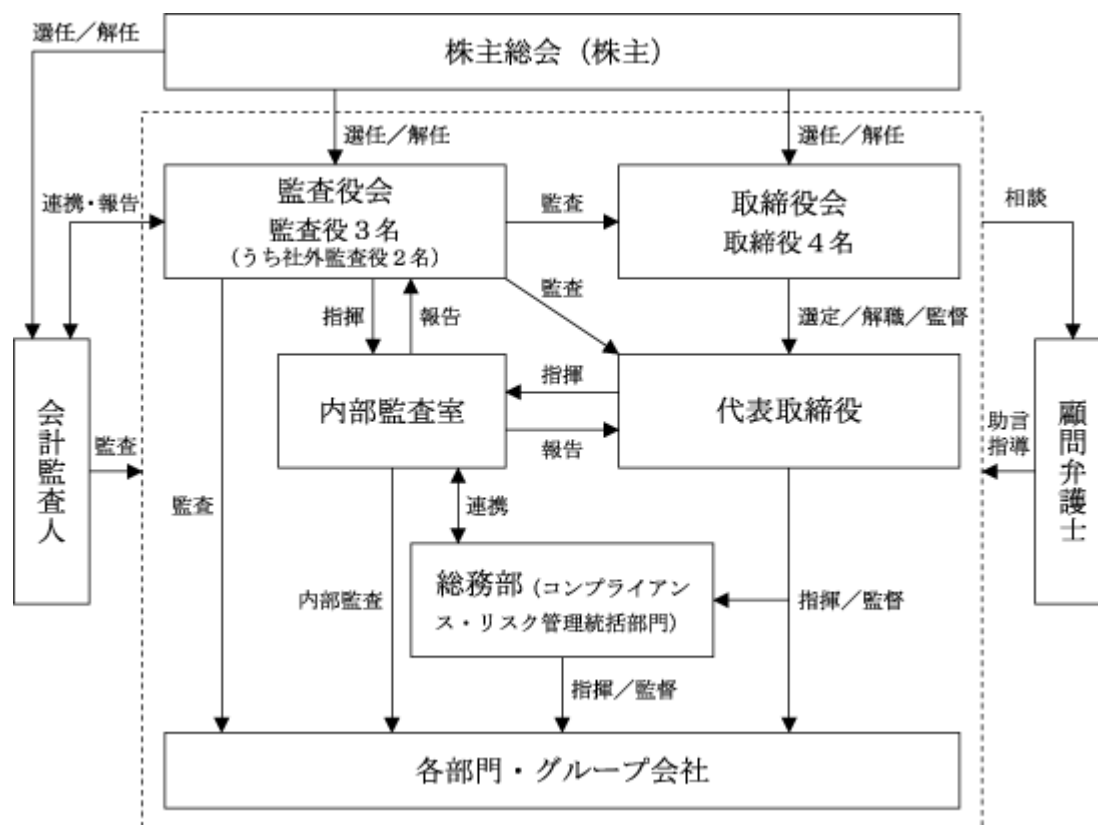 選任／解任
株主総会（株主）
選任／解任
選任／解任
連携・報告
監査役会
監査役３名
（うち社外監査役２名）
監査
取締役会
取締役４名
相談
監査
指揮
報告
選定／解職／監督
会計監査人
監査
内部監査室
指揮
報告
代表取締役
助言
指導
顧問弁護士
監査
連携
内部監査
総務部（コンプライアン
ス・リスク管理統括部門）
指揮／監督
指揮／監督
各部門・グループ会社